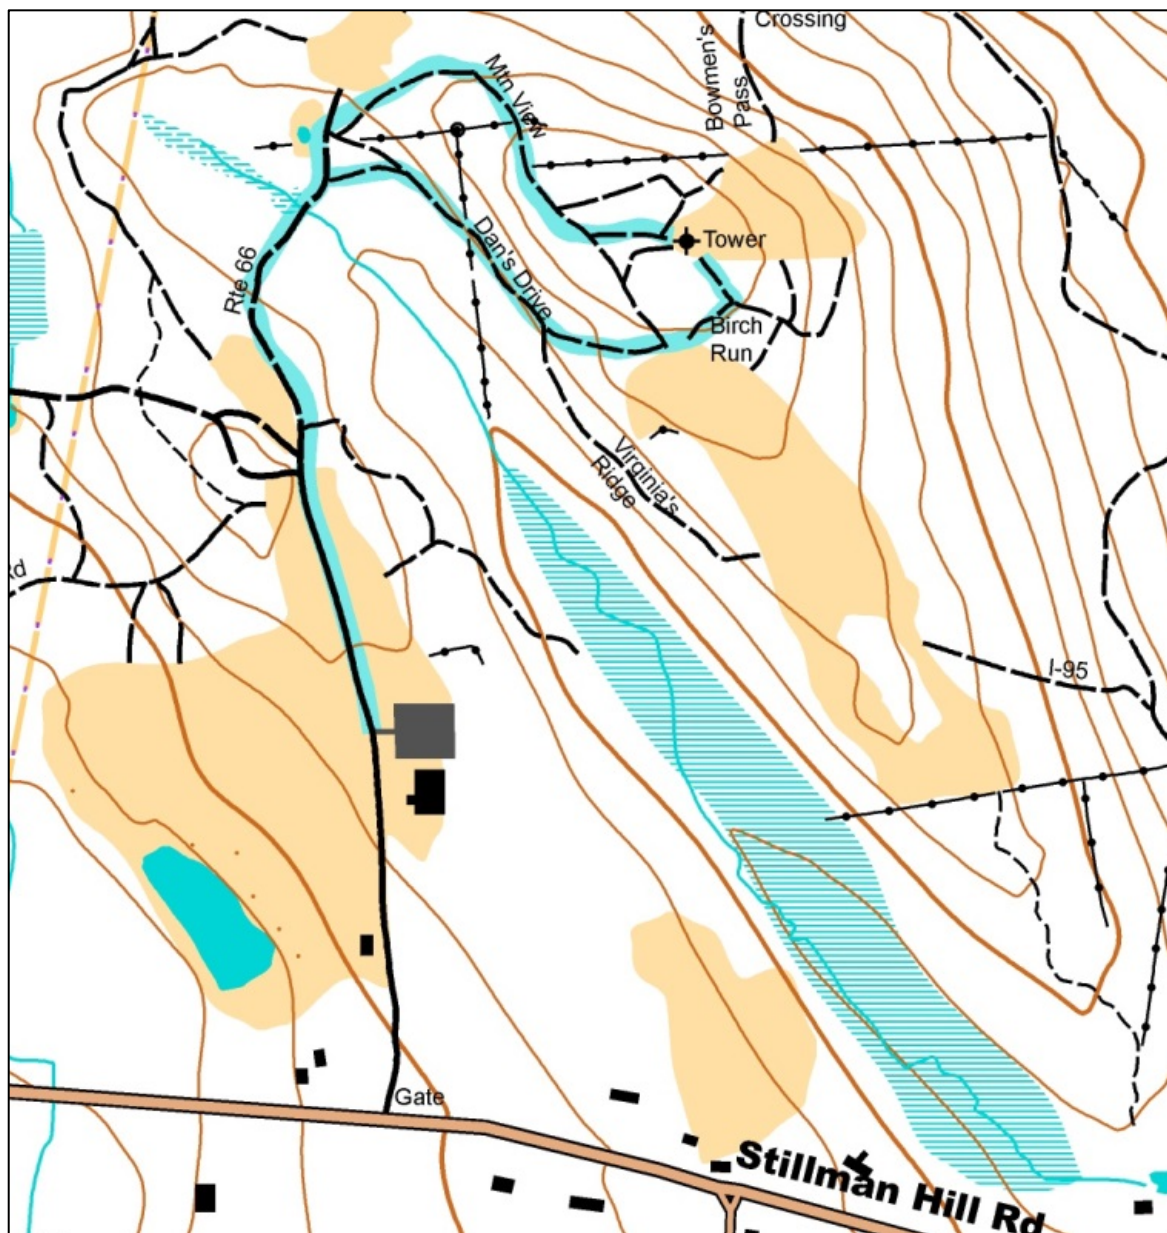 Crossing
Bowmen's
Pass
Mtn View
Tower
Dan's Drive
Rte 66
Birch
Run
Virginia's
Ridge
Rd
I-95
Gate
Stillman Hill Rd